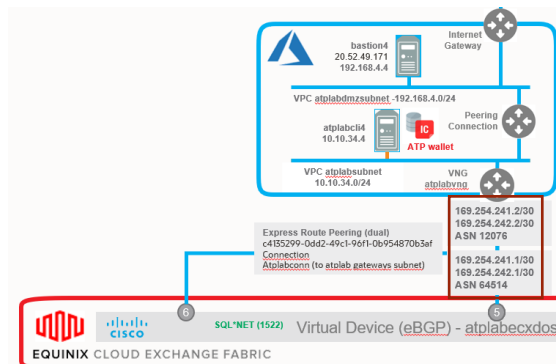 Internet
Gateway
bastion4
20.52.49.171
192.168.4.4
VPC atplabdmzsubnet -192.168.4.0/24
atplabcli4
10.10.34.4
IC
ATP wallet
Peering
Connection
VPC atplabsubnet
10.10.34.0/24
VNG
atplabvng
169.254.241.2/30
169.254.242.2/30
ASN 12076
Express Route Peering (dual)
c4135299-0dd2-49c1-96f1-0b954870b3af
Connection
Atplabconn (to atplab gateways subnet)
169.254.241.1/30
169.254.242.1/30
ASN 64514
6
5
CISCO
SQL*NET (1522)
Virtual Device (eBGP) - atplabecxdos
EQUINIX CLOUD EXCHANGE FABRIC